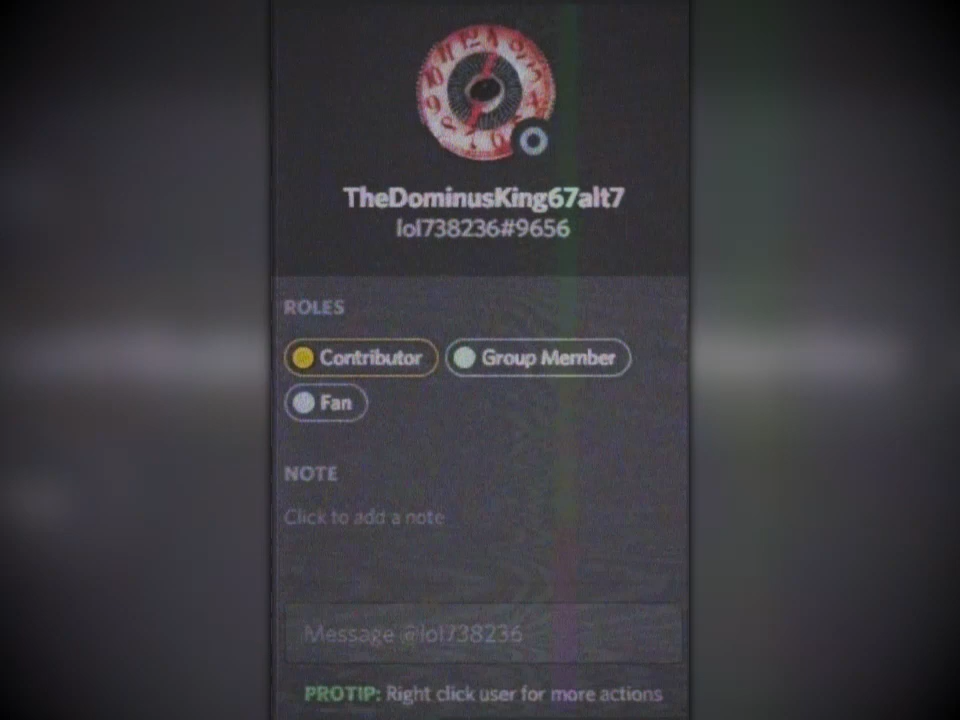 TheDominusKing67alt7
lol738236#9656
ROLES
Contributor
Group Member
Fan
NOTE
Click to add a note
Message @lol738236
PROTIP: Right click user for more actions